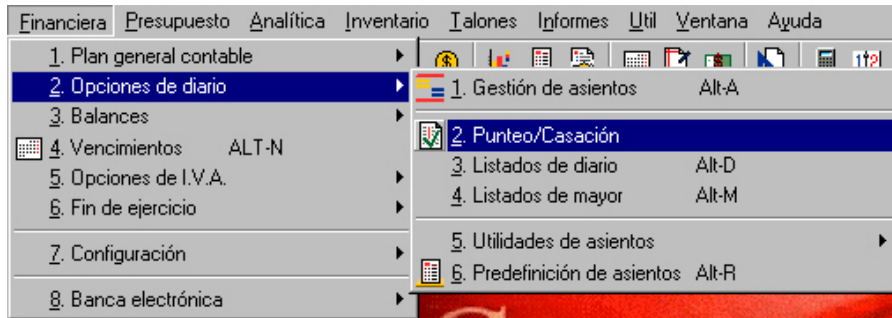 Financiera Presupuesto Analítica Inventario Talones Informes Util Ventana Ayuda
1. Plan general contable
2. Opciones de diario
3. Balances
4. Vencimientos ALT-N
5. Opciones de I.V.A.
6. Fin de ejercicio
7. Configuración
8. Banca electrónica
1. Gestión de asientos Alt-A
2. Punteo/Casación
3. Listados de diario Alt-D
4. Listados de mayor Alt-M
5. Utilidades de asientos
6. Predefinición de asientos Alt-R